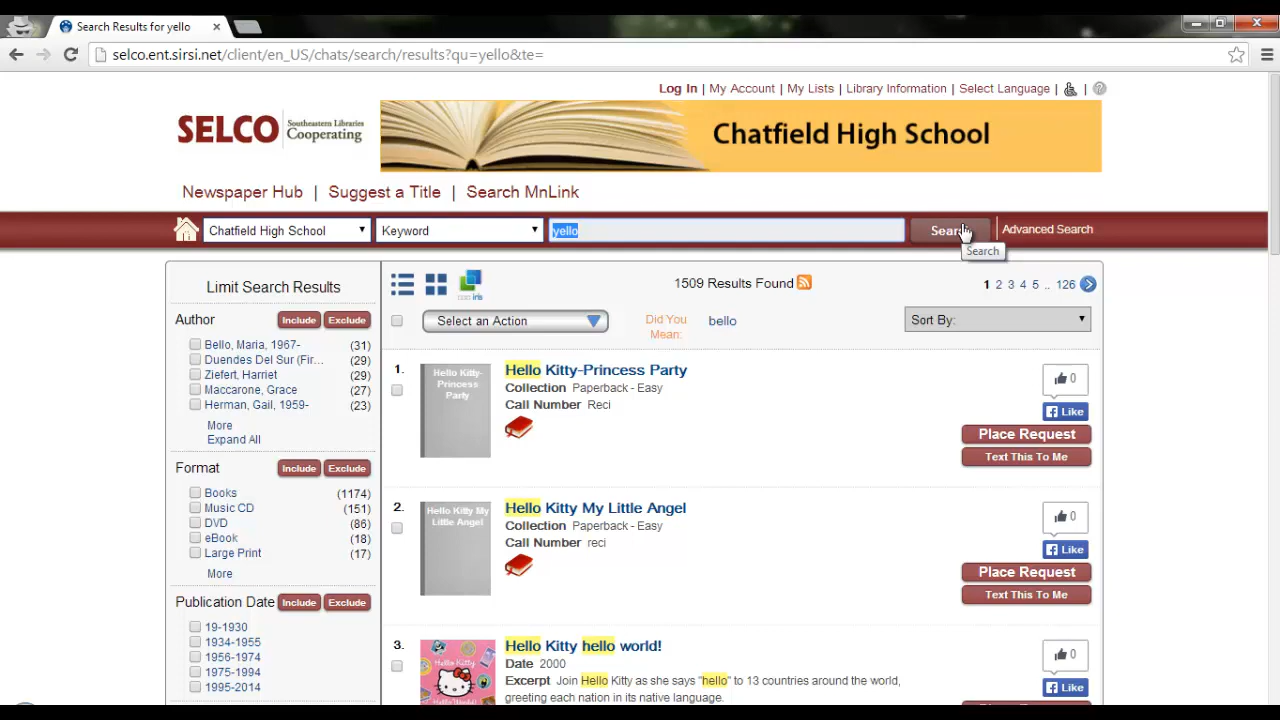 Search Results for yello
selco.ent.sirsi.net/client/en_US/chats/search/results?qu=yello&te=
Log In | My Account | My Lists | Library Information | Select Language |
SELCO Southeastern Libraries Cooperating
Chatfield High School
Newspaper Hub | Suggest a Title | Search MnLink
Chatfield High School Keyword yello Search Advanced Search
Search
Limit Search Results
1509 Results Found
1 2 3 4 5 .. 126
Select an Action
Did You Mean: bello
Sort By:
Author Include Exclude
Bello, Maria, 1967- (31)
Duendes Del Sur (Fir... (29)
Ziefert, Harriet (29)
Maccarone, Grace (27)
Herman, Gail, 1959- (23)
More
Expand All
Format Include Exclude
Books (1174)
Music CD (151)
DVD (86)
eBook (18)
Large Print (17)
More
Publication Date Include Exclude
19-1930
1934-1955
1956-1974
1975-1994
1995-2014
1.
Hello Kitty-Princess Party
Hello Kitty-Princess Party
Collection Paperback - Easy
Call Number Reci
0
Like
Place Request
Text This To Me
2.
Hello Kitty My Little Angel
Hello Kitty My Little Angel
Collection Paperback - Easy
Call Number reci
0
Like
Place Request
Text This To Me
3.
Hello Kitty hello world!
Date 2000
Excerpt Join Hello Kitty as she says "hello" to 13 countries around the world,
greeting each nation in its native language.
0
Like